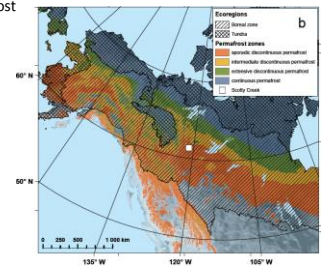 ost
b
Ecoregions
Boreal zone
Tundra
Permafrost zones
sporadic discontinuous permafrost
intermediate discontinuous permafrost
extensive discontinuous permafrost
continuous permafrost
Scotty Creek
60° N
50° N
0 250 500 1 000 km
135° W
120° W
105° W